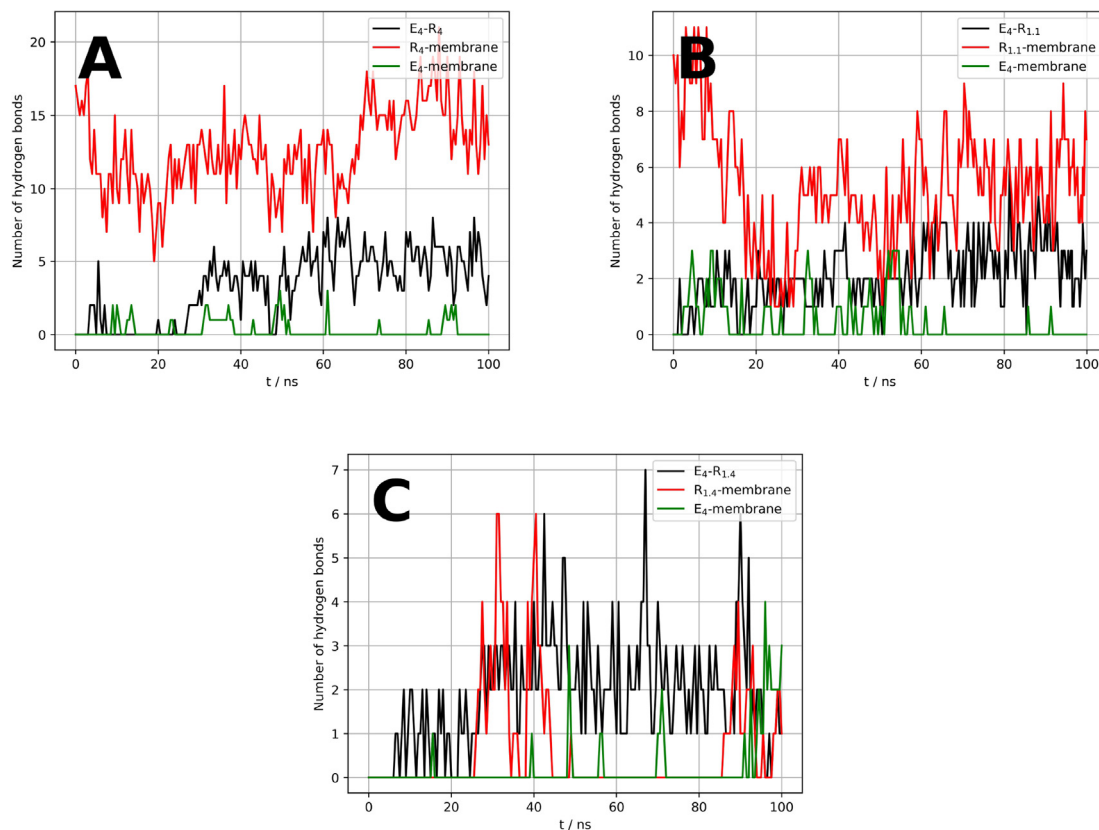 A
E₄-R₄
R₄-membrane
E₄-membrane
Number of hydrogen bonds
20
15
10
5
0
0 20 40 60 80 100
t / ns
B
E₄-R₁.₁
R₁.₁-membrane
E₄-membrane
Number of hydrogen bonds
10
8
6
4
2
0
0 20 40 60 80 100
t / ns
C
E₄-R₁.₄
R₁.₄-membrane
E₄-membrane
Number of hydrogen bonds
7
6
5
4
3
2
1
0
0 20 40 60 80 100
t / ns